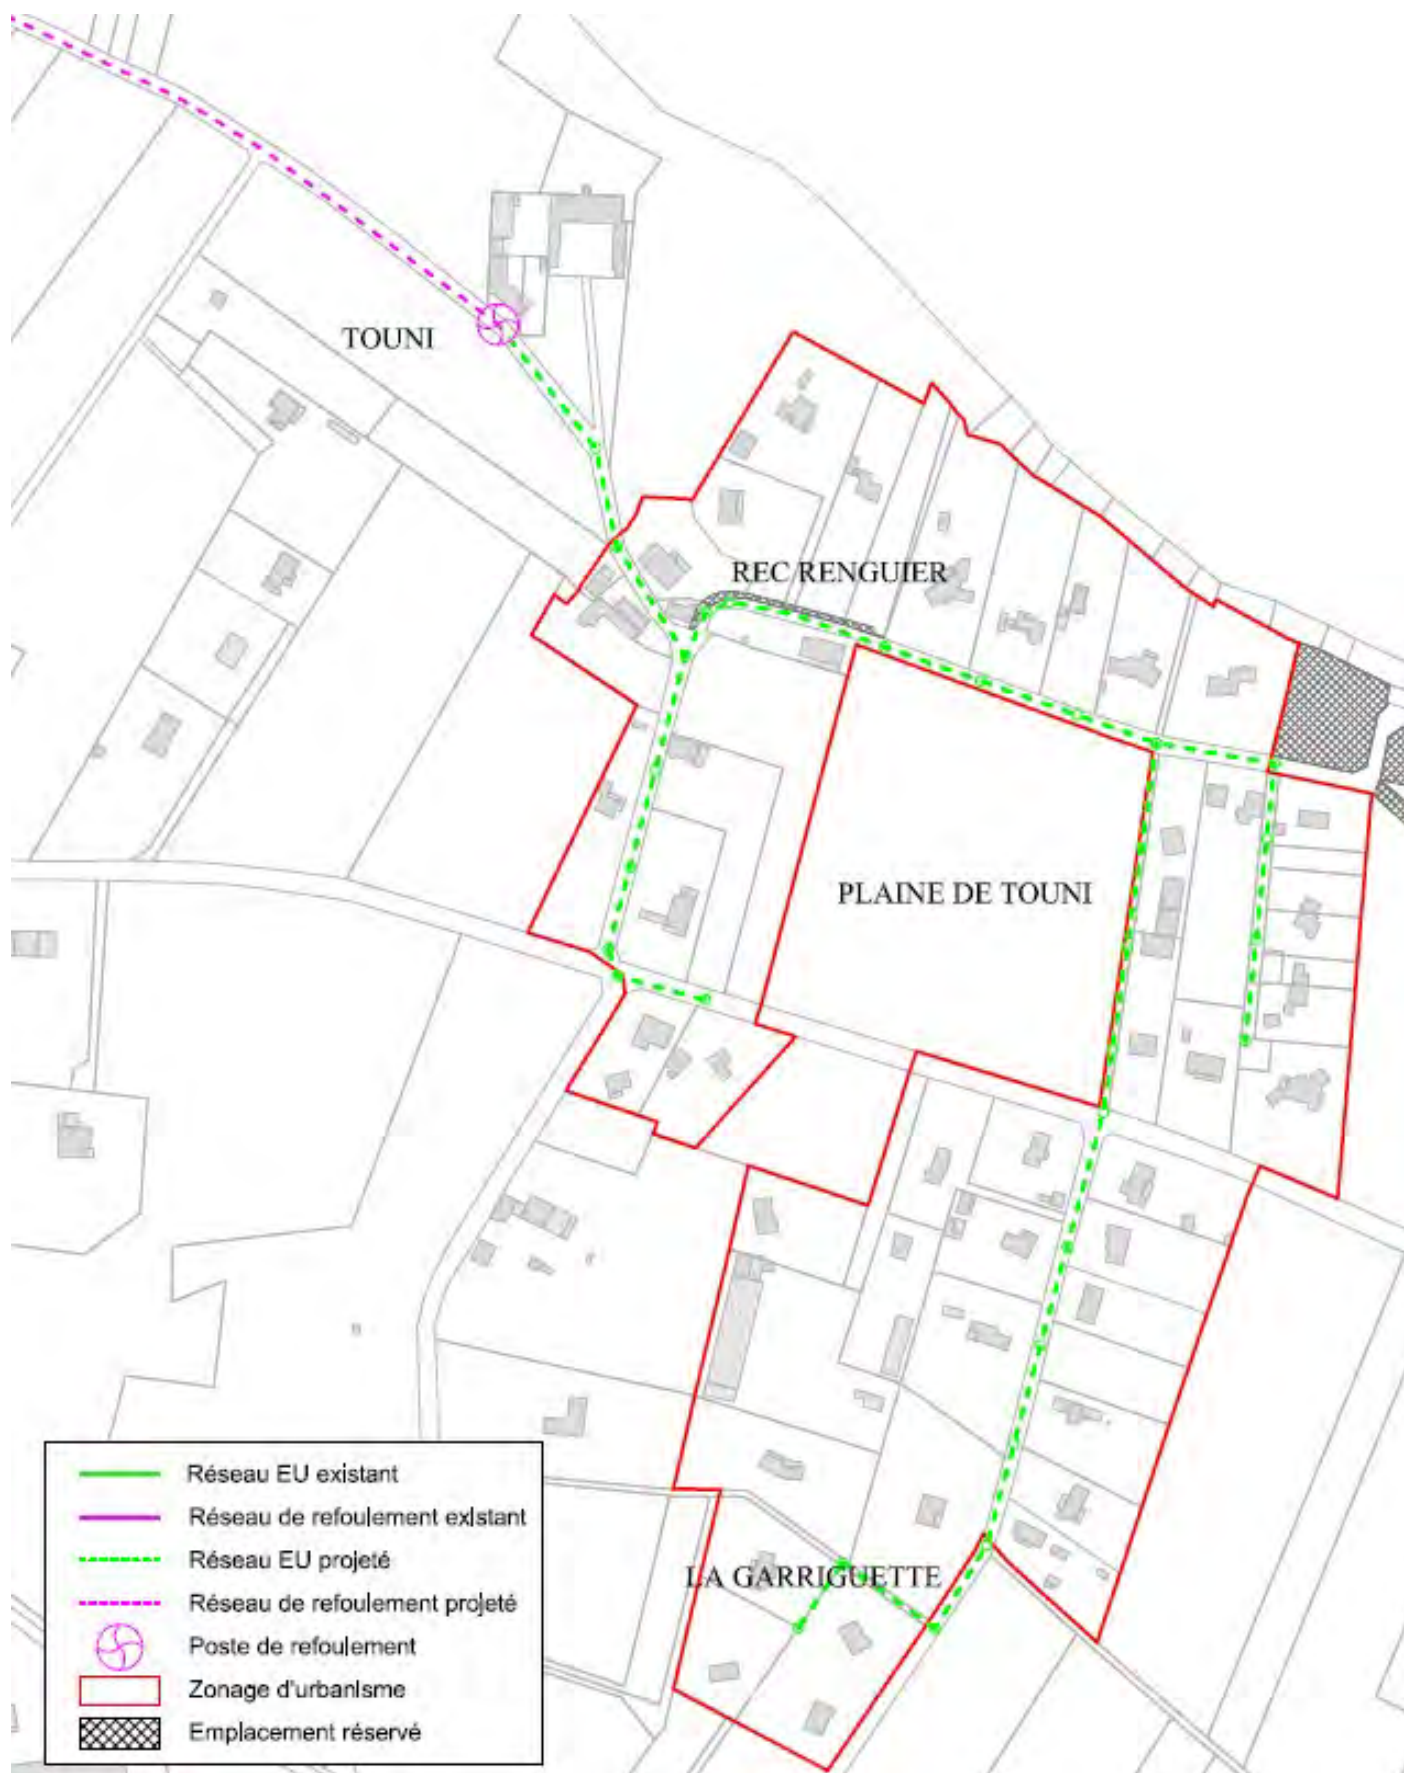 TOUNI
REC RENGUIER
PLAINE DE TOUNI
LA GARRIGUETTE
Réseau EU existant
Réseau de refoulement existant
Réseau EU projeté
Réseau de refoulement projeté
Poste de refoulement
Zonage d'urbanisme
Emplacement réservé